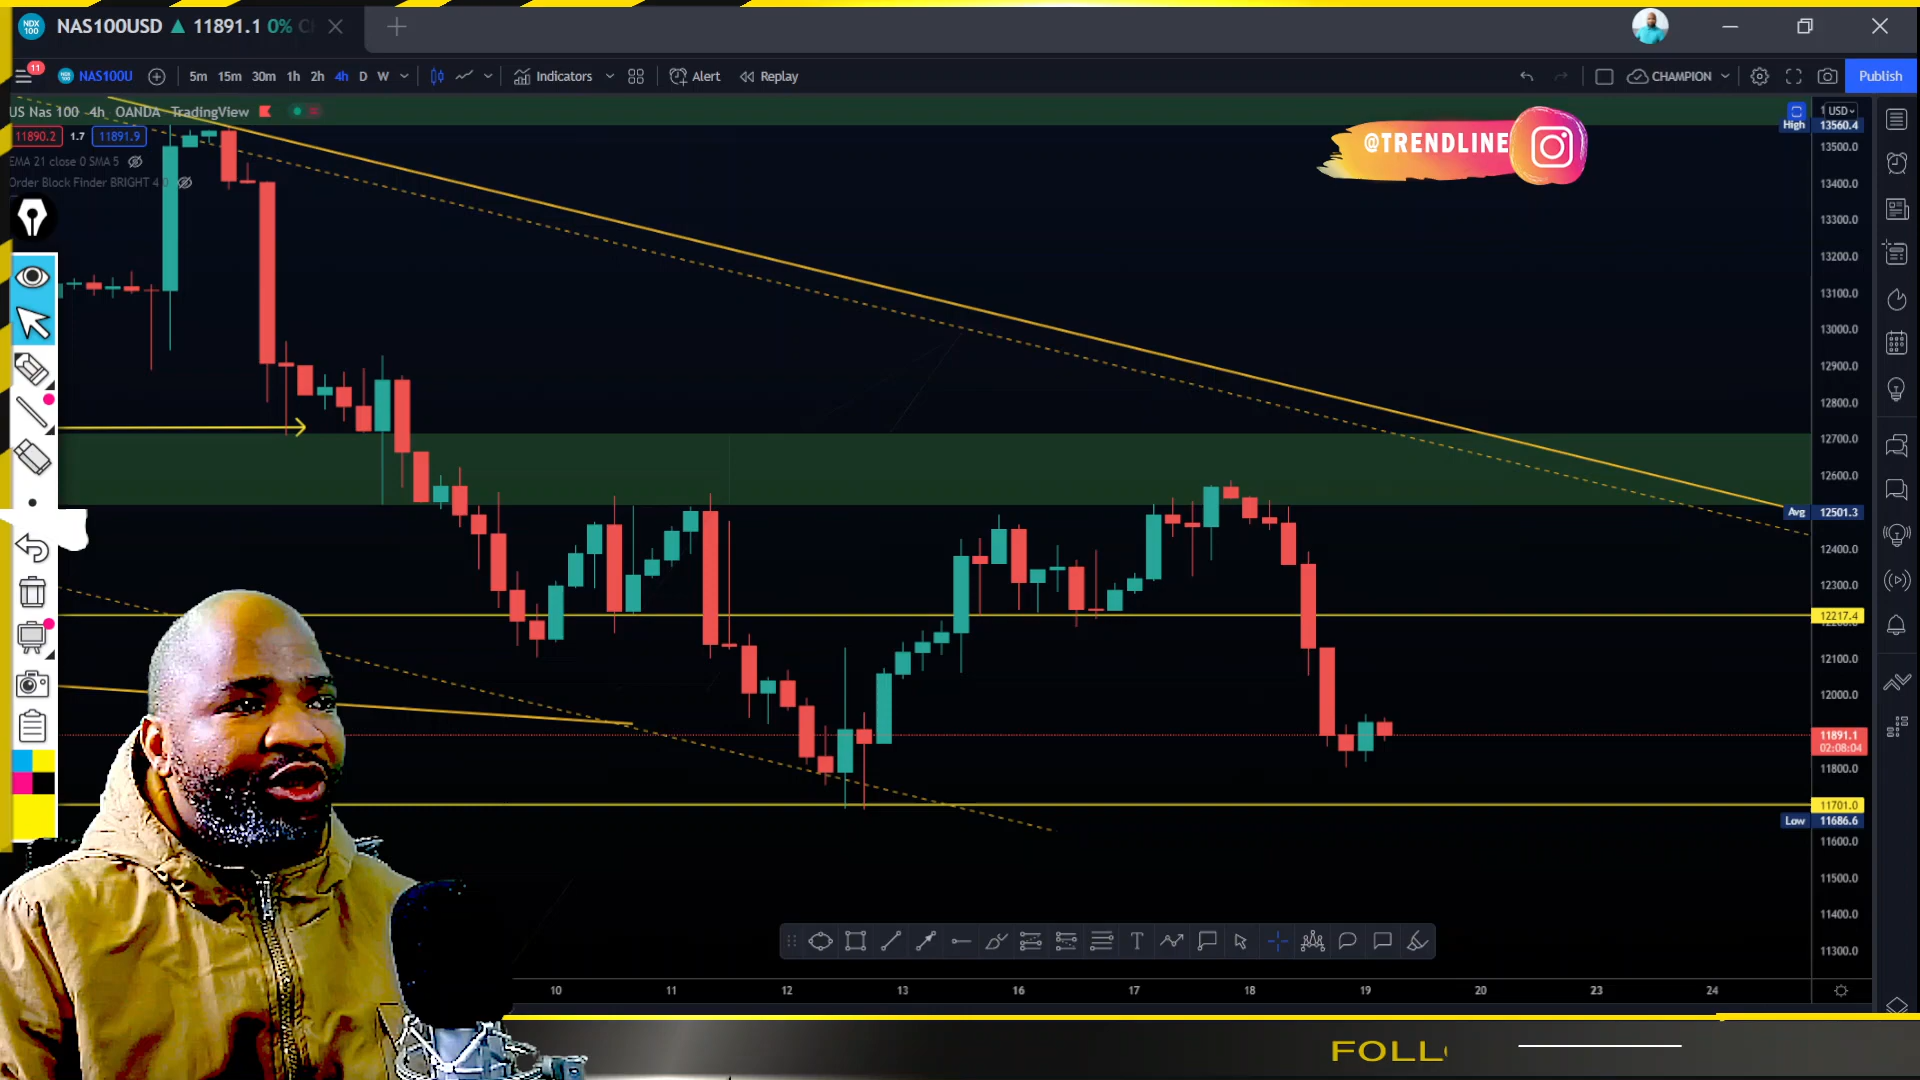 NDX 100 NAS100USD ▲ 11891.1 0%
11 NAS100U 5m 15m 30m 1h 2h 4h D W Indicators Alert Replay CHAMPION Publish
US Nas 100 · 4h · OANDA · TradingView
11890.2 1.7 11891.9
EMA 21 close 0 SMA 5
Order Block Finder BRIGHT 4 0
@TRENDLINE
USD
High 13560.4
13500.0
13400.0
13300.0
13200.0
13100.0
13000.0
12900.0
12800.0
12700.0
12600.0
Avg 12501.3
12400.0
12300.0
12217.4
12100.0
12000.0
11891.1
02:08:04
11800.0
11701.0
Low 11686.6
11600.0
11500.0
11400.0
11300.0
T
10 11 12 13 16 17 18 19 20 23 24
FOLL